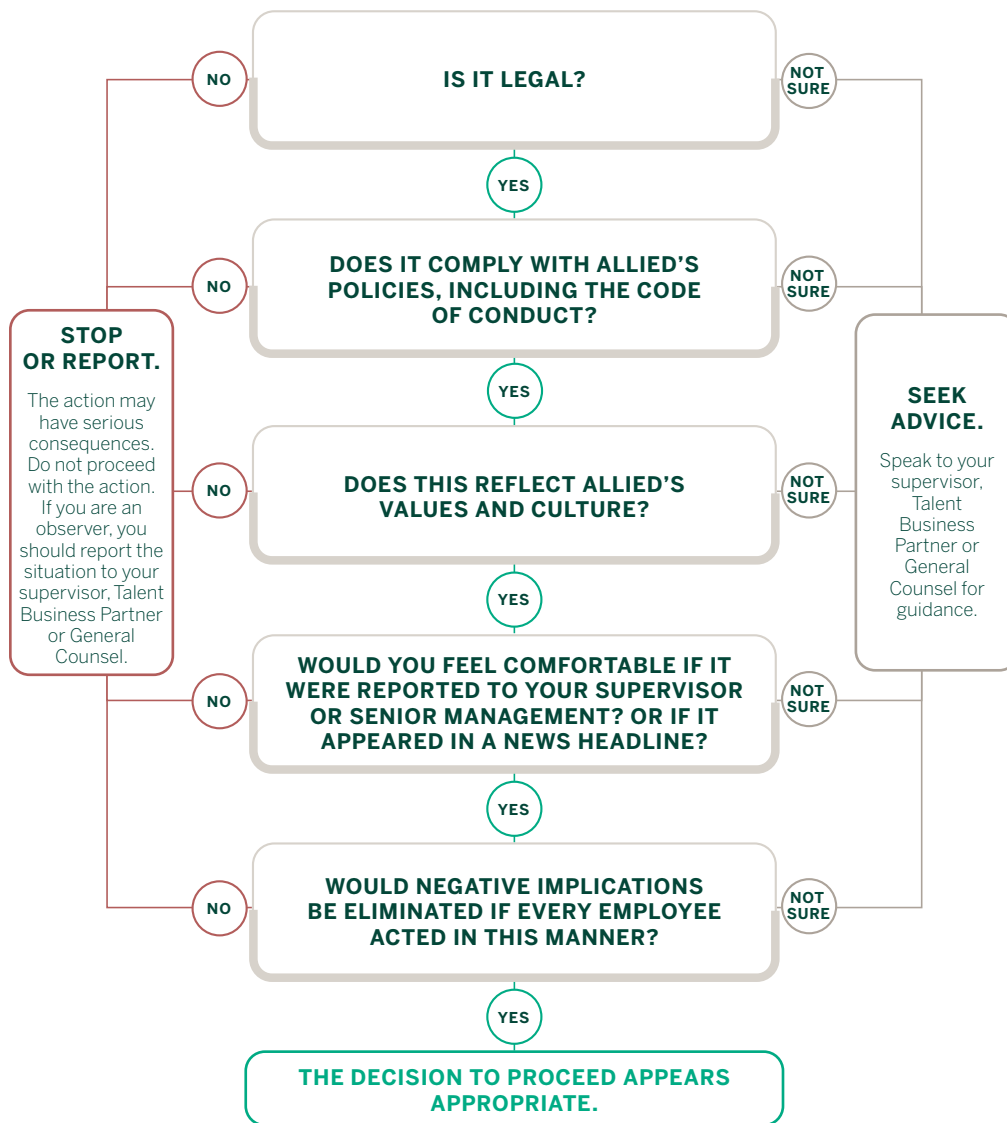 IS IT LEGAL?
NO
NOT
SURE
YES
DOES IT COMPLY WITH ALLIED'S
POLICIES, INCLUDING THE CODE
OF CONDUCT?
NO
NOT
SURE
YES
STOP
OR REPORT.
The action may
have serious
consequences.
Do not proceed
with the action.
If you are an
observer, you
should report the
situation to your
supervisor, Talent
Business Partner
or General
Counsel.
DOES THIS REFLECT ALLIED'S
VALUES AND CULTURE?
NO
NOT
SURE
SEEK
ADVICE.
Speak to your
supervisor,
Talent
Business
Partner or
General
Counsel for
guidance.
YES
WOULD YOU FEEL COMFORTABLE IF IT
WERE REPORTED TO YOUR SUPERVISOR
OR SENIOR MANAGEMENT? OR IF IT
APPEARED IN A NEWS HEADLINE?
NO
NOT
SURE
YES
WOULD NEGATIVE IMPLICATIONS
BE ELIMINATED IF EVERY EMPLOYEE
ACTED IN THIS MANNER?
NO
NOT
SURE
YES
THE DECISION TO PROCEED APPEARS
APPROPRIATE.